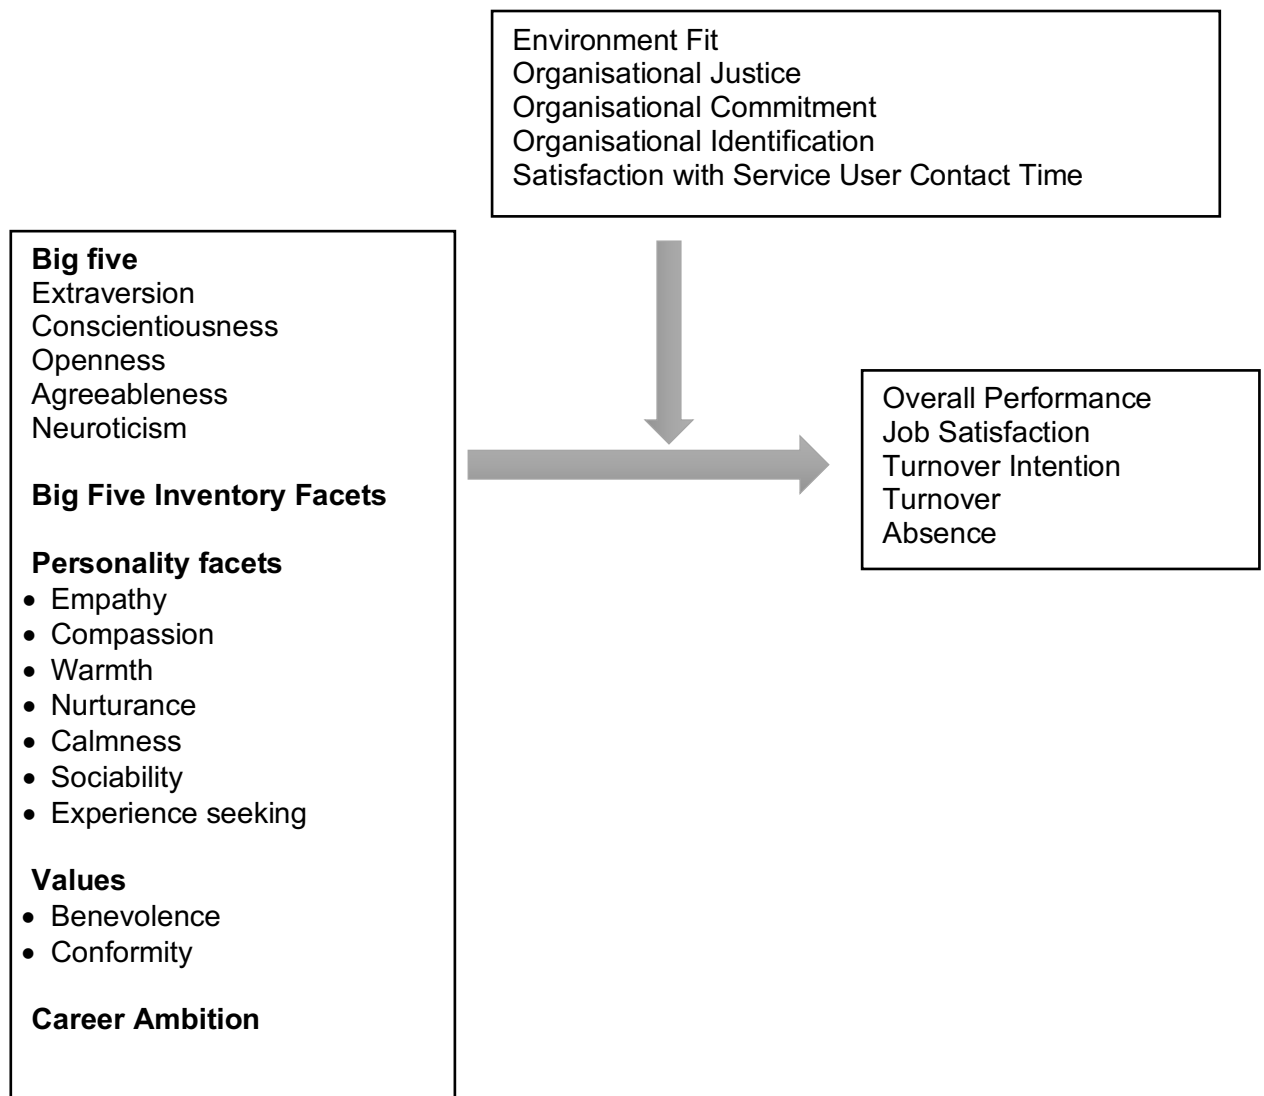 Environment Fit
Organisational Justice
Organisational Commitment
Organisational Identification
Satisfaction with Service User Contact Time
Big five
Extraversion
Conscientiousness
Openness
Agreeableness
Neuroticism
Big Five Inventory Facets
Personality facets
• Empathy
• Compassion
• Warmth
• Nurturance
• Calmness
• Sociability
• Experience seeking
Values
• Benevolence
• Conformity
Career Ambition
Overall Performance
Job Satisfaction
Turnover Intention
Turnover
Absence